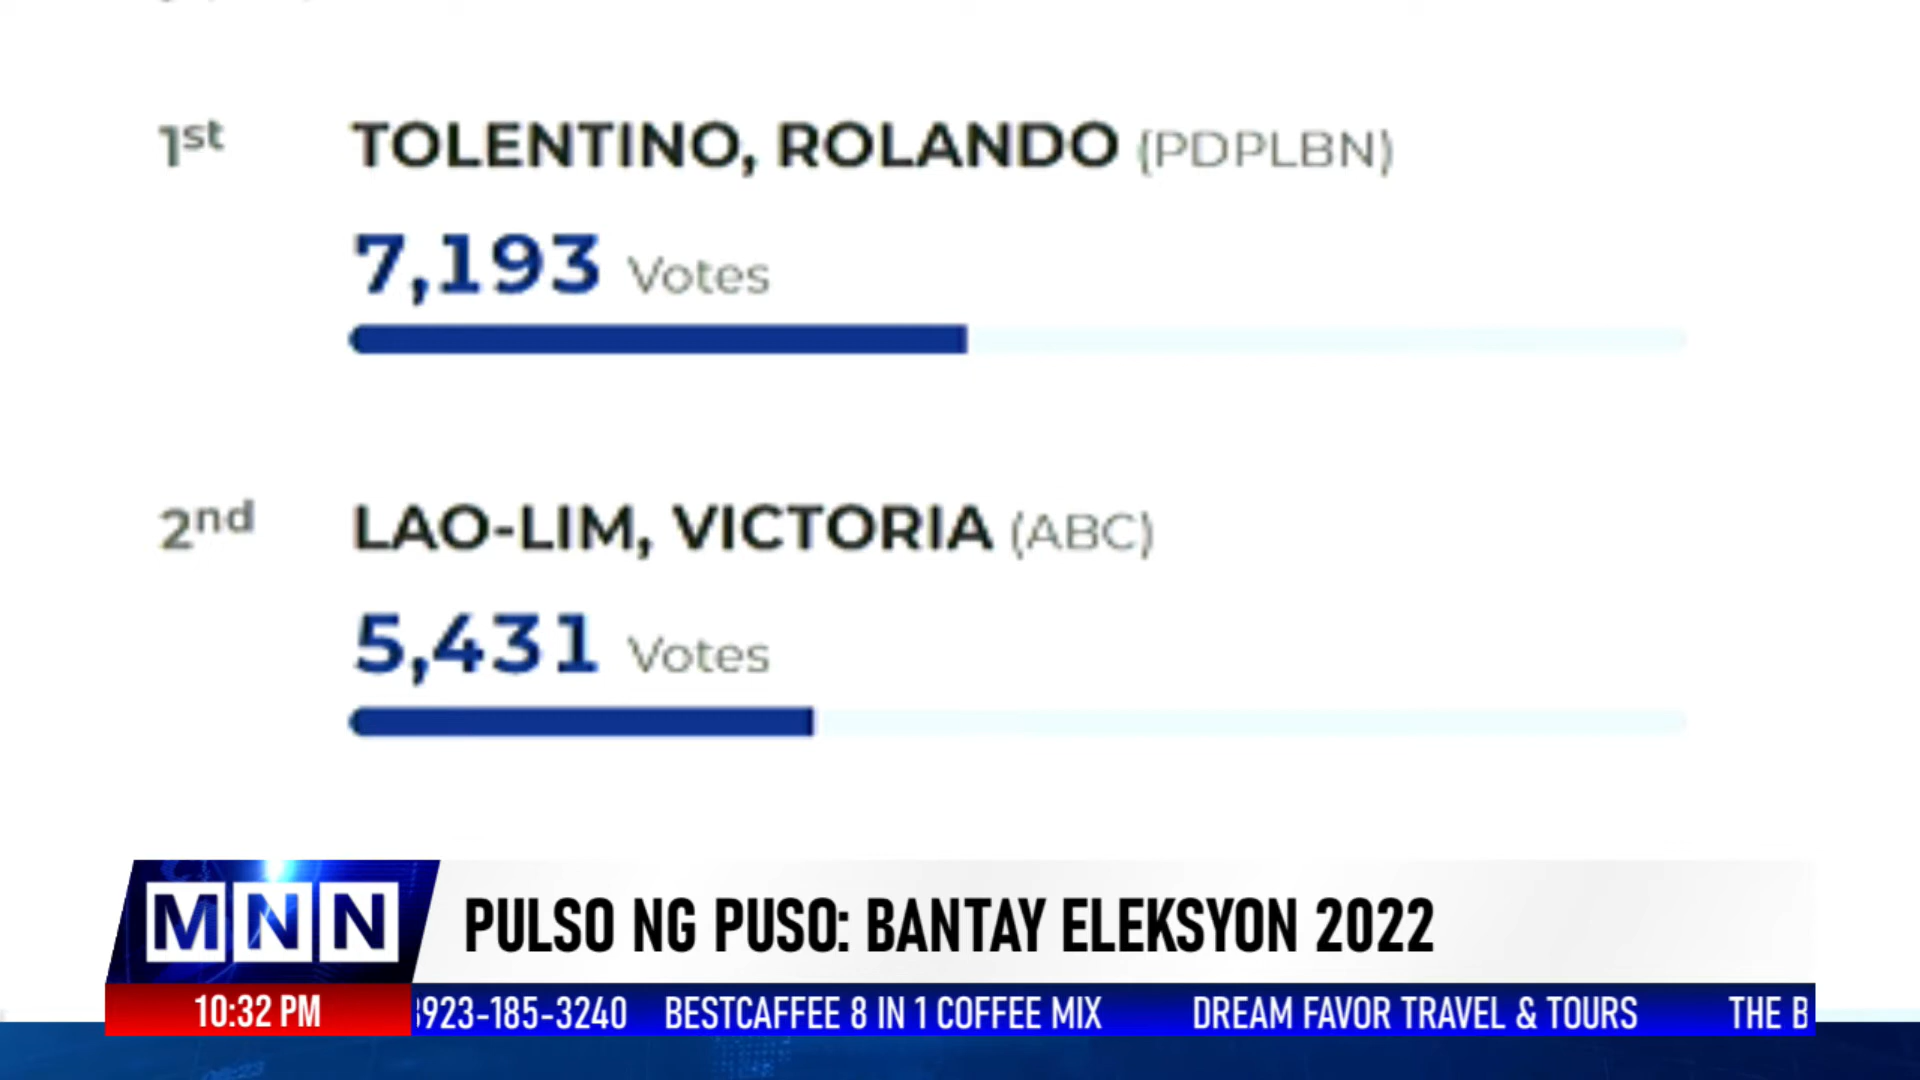 1st TOLENTINO, ROLANDO (PDPLBN)
7,193 Votes
2nd LAO-LIM, VICTORIA (ABC)
5,431 Votes
MNN PULSO NG PUSO: BANTAY ELEKSYON 2022
10:32 PM 923-185-3240 BESTCAFFEE 8 IN 1 COFFEE MIX DREAM FAVOR TRAVEL & TOURS THE B